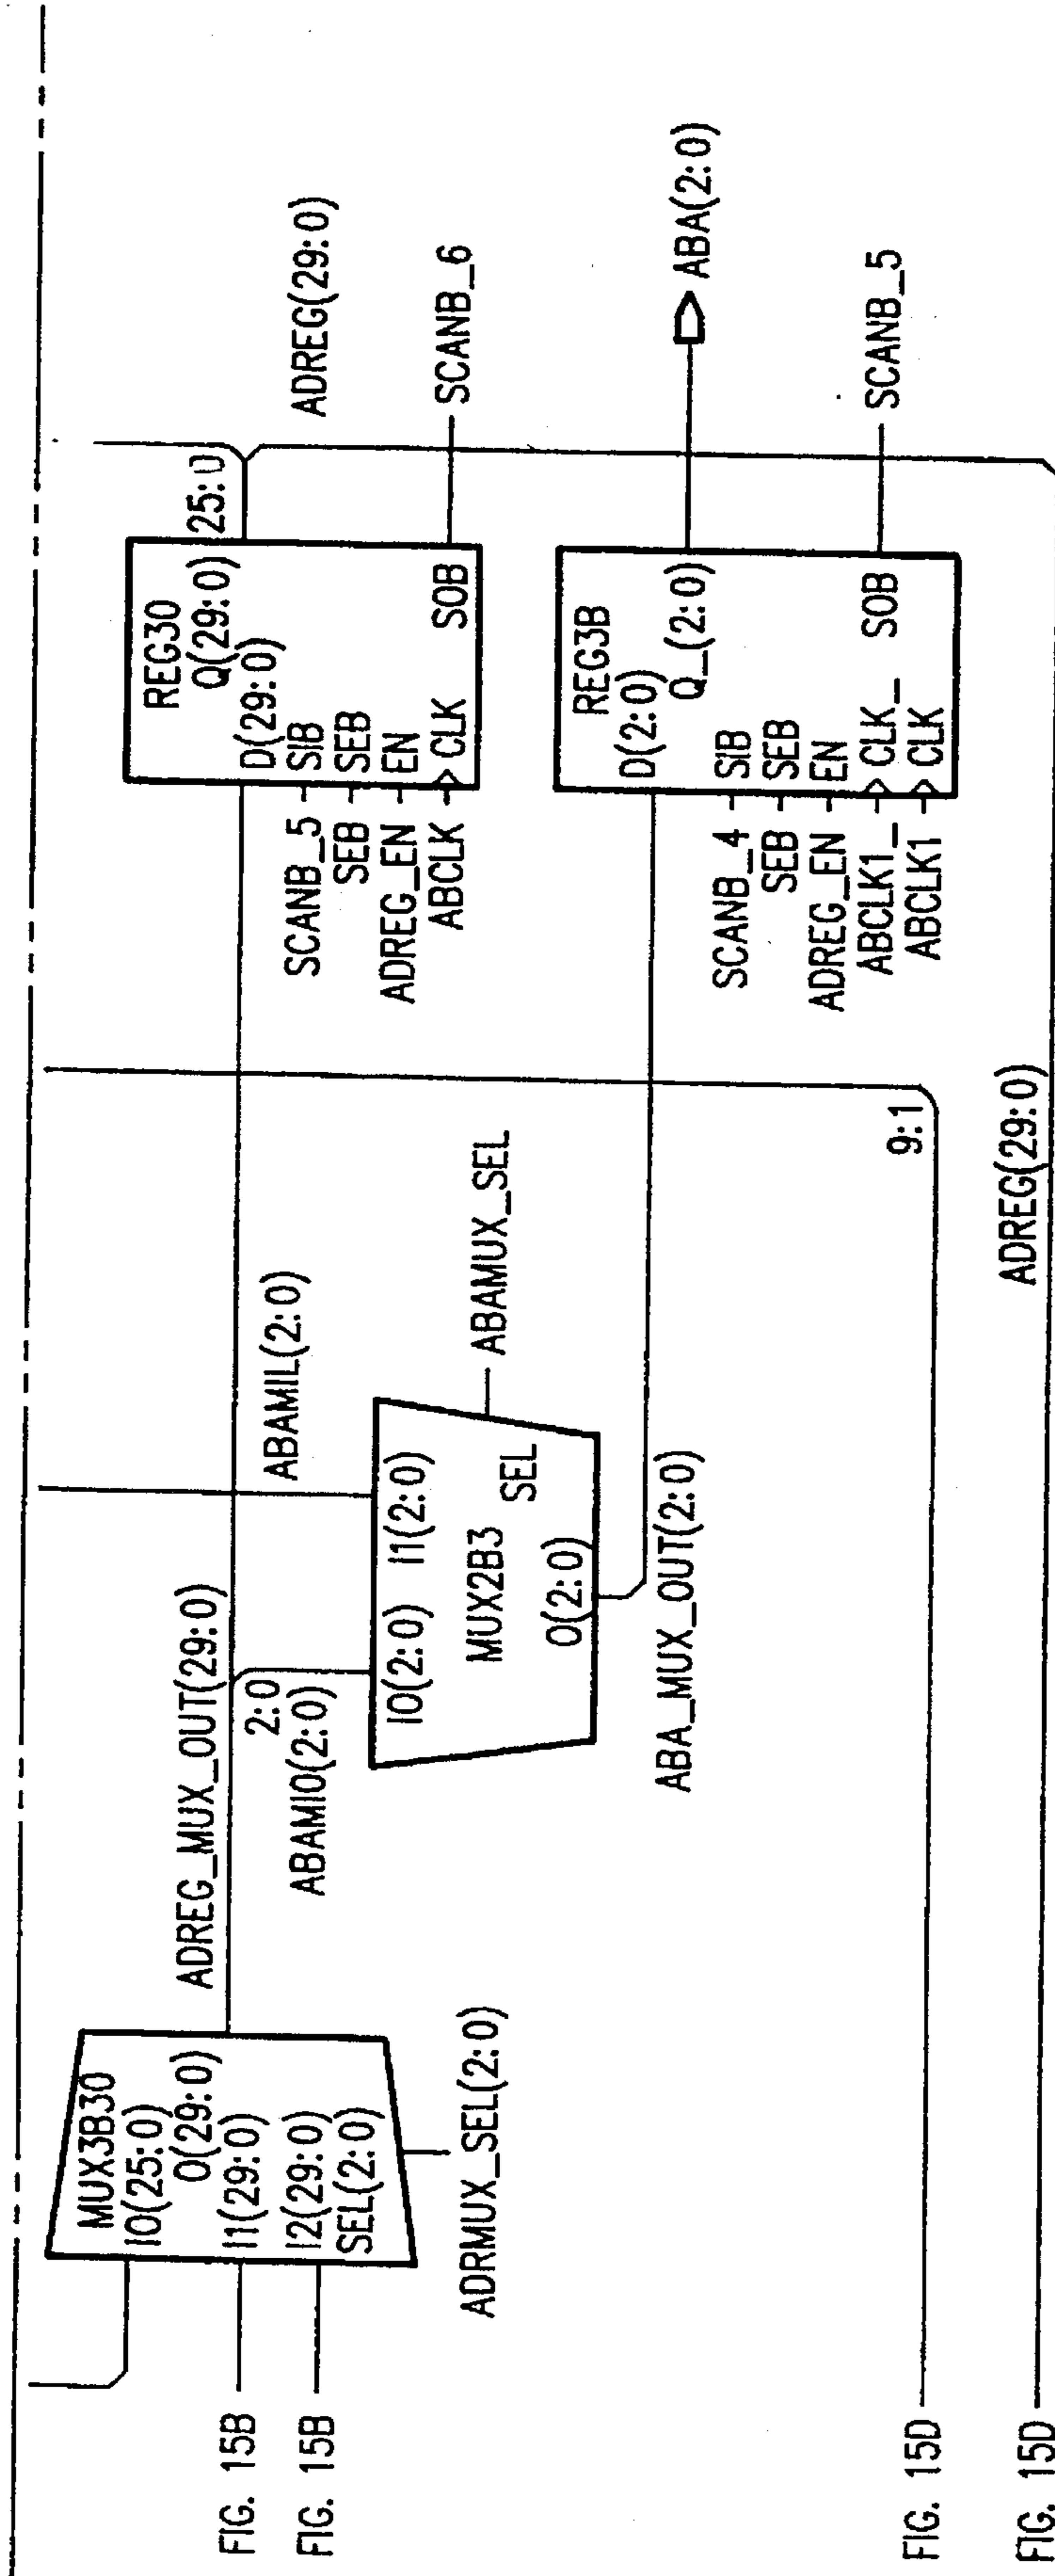 MUX3B30
I0(25:0)
O(29:0)
I1(29:0)
I2(29:0)
SEL(2:0)
FIG. 15B
FIG. 15B
ADRMUX_SEL(2:0)
ADREG_MUX_OUT(29:0)
2:0
ABAMI0(2:0)
ABAMIL(2:0)
I0(2:0)
I1(2:0)
MUX2B3
SEL
O(2:0)
ABAMUX_SEL
ABA_MUX_OUT(2:0)
REG30
Q(29:0)
25:0
D(29:0)
SIB
SEB
EN
CLK
SOB
SCANB_5
SEB
ADREG_EN
ABCLK
ADREG(29:0)
SCANB_6
REG3B
D(2:0)
Q_(2:0)
SIB
SEB
EN
CLK_
SOB
CLK
SCANB_4
SEB
ADREG_EN
ABCLK1_
ABCLK1
ABA(2:0)
SCANB_5
9:1
FIG. 15D
ADREG(29:0)
FIG. 15D